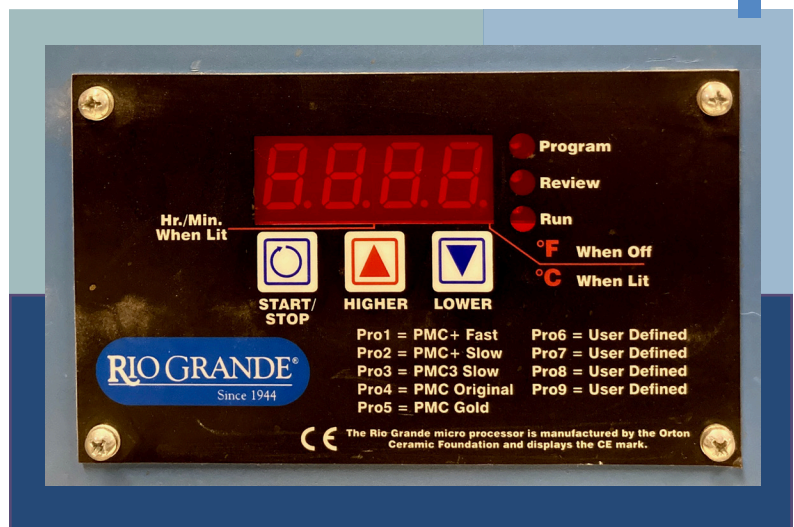 Program
Review
Run
Hr./Min.
When Lit
°F When Off
°C When Lit
START/
STOP
HIGHER
LOWER
Pro1 = PMC+ Fast
Pro2 = PMC+ Slow
Pro3 = PMC3 Slow
Pro4 = PMC Original
Pro5 = PMC Gold
Pro6 = User Defined
Pro7 = User Defined
Pro8 = User Defined
Pro9 = User Defined
RIO GRANDE®
Since 1944
CE
The Rio Grande micro processor is manufactured by the Orton
Ceramic Foundation and displays the CE mark.